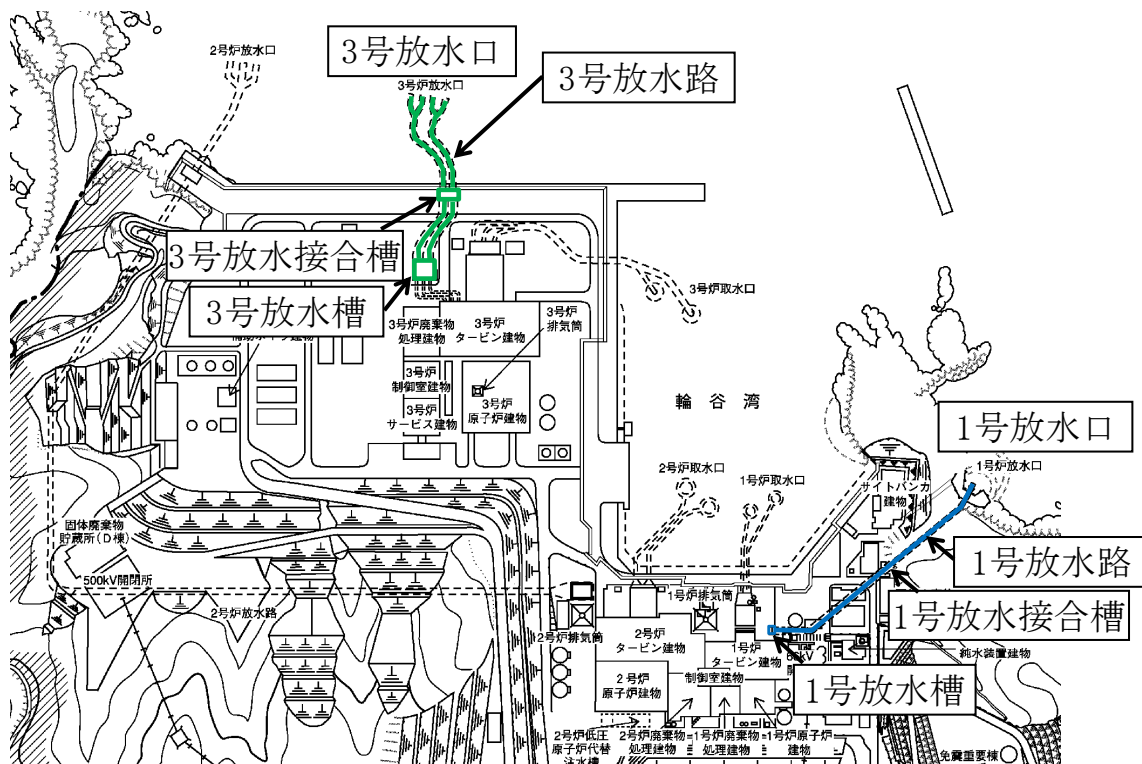 2号炉放水口
3号放水口
3号炉放水口
3号放水路
3号放水接合槽
3号放水槽
3号炉取水口
3号炉廃棄物
処理建物
3号炉
タービン建物
3号炉
排気筒
3号炉
制御室建物
3号炉
原子炉建物
3号炉
サービス建物
輪谷湾
1号放水口
1号炉放水口
2号炉取水口
1号炉取水口
サイトバンカ
建物
固体廃棄物
貯蔵所(D棟)
500kV開閉所
2号炉放水路
1号放水路
1号放水接合槽
1号炉排気筒
2号炉排気筒
2号炉
タービン建物
1号炉
タービン建物
純水装置建物
2号炉
原子炉建物
制御室建物
1号放水槽
2号炉低圧
原子炉代替
注水槽
2号炉廃棄物
処理建物
1号炉廃棄物
処理建物
1号炉原子炉
建物
免震重要棟